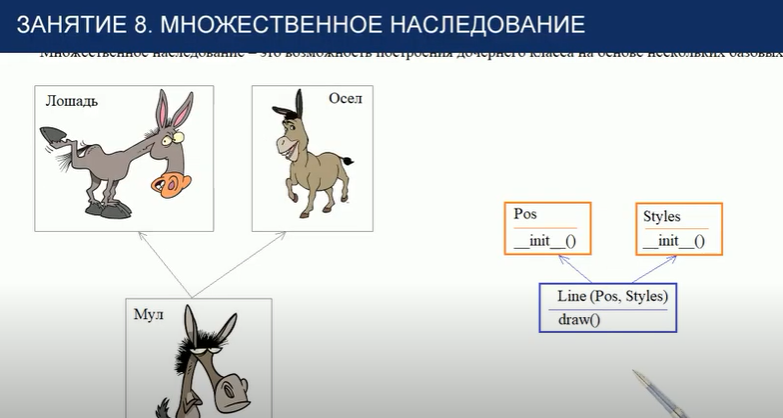 ЗАНЯТИЕ 8. МНОЖЕСТВЕННОЕ НАСЛЕДОВАНИЕ
Множественное наследование – это возможность построения дочернего класса на основе нескольких базовых
Лошадь
Осел
Мул
Pos
__init__()
Styles
__init__()
Line (Pos, Styles)
draw()